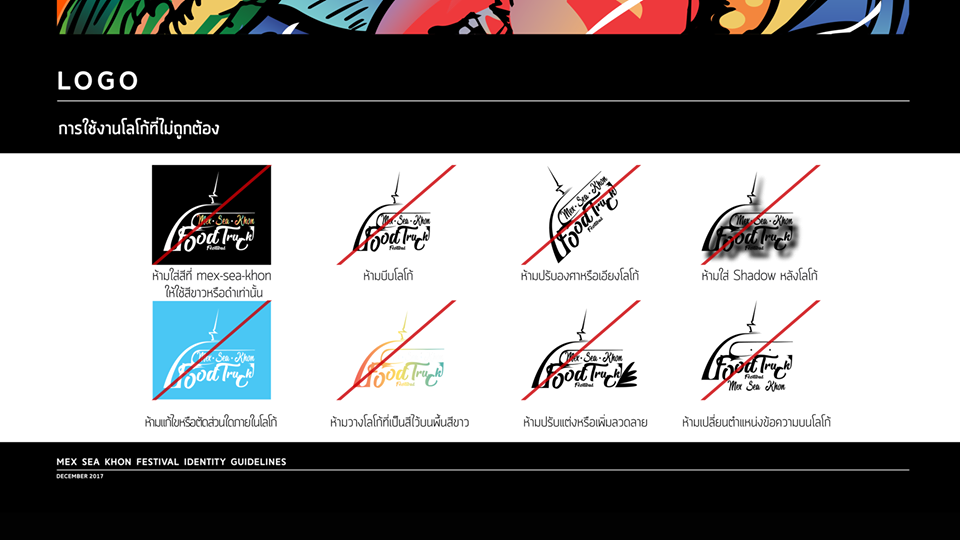 LOGO
การใช้งานโลโก้ที่ไม่ถูกต้อง
Mex · Sea · Khon
Food Truck
Festival
ห้ามใส่สีที่ mex-sea-khon
ให้ใช้สีขาวหรือดำเท่านั้น
Mex · Sea · Khon
Food Truck
Festival
ห้ามบีบโลโก้
Mex · Sea · Khon
Food Truck
Festival
ห้ามปรับองศาหรือเอียงโลโก้
Mex · Sea · Khon
Food Truck
Festival
ห้ามใส่ Shadow หลังโลโก้
Mex · Sea · Khon
Food Truck
ห้ามแก้ไขหรือตัดส่วนใดภายในโลโก้
Mex · Sea · Khon
Food Truck
Festival
ห้ามวางโลโก้ที่เป็นสีไว้บนพื้นสีขาว
Mex · Sea · Khon
Food Truck
Festival
ห้ามปรับแต่งหรือเพิ่มลวดลาย
Food Truck
Festival
Mex Sea Khon
ห้ามเปลี่ยนตำแหน่งข้อความบนโลโก้
MEX SEA KHON FESTIVAL IDENTITY GUIDELINES
DECEMBER 2017